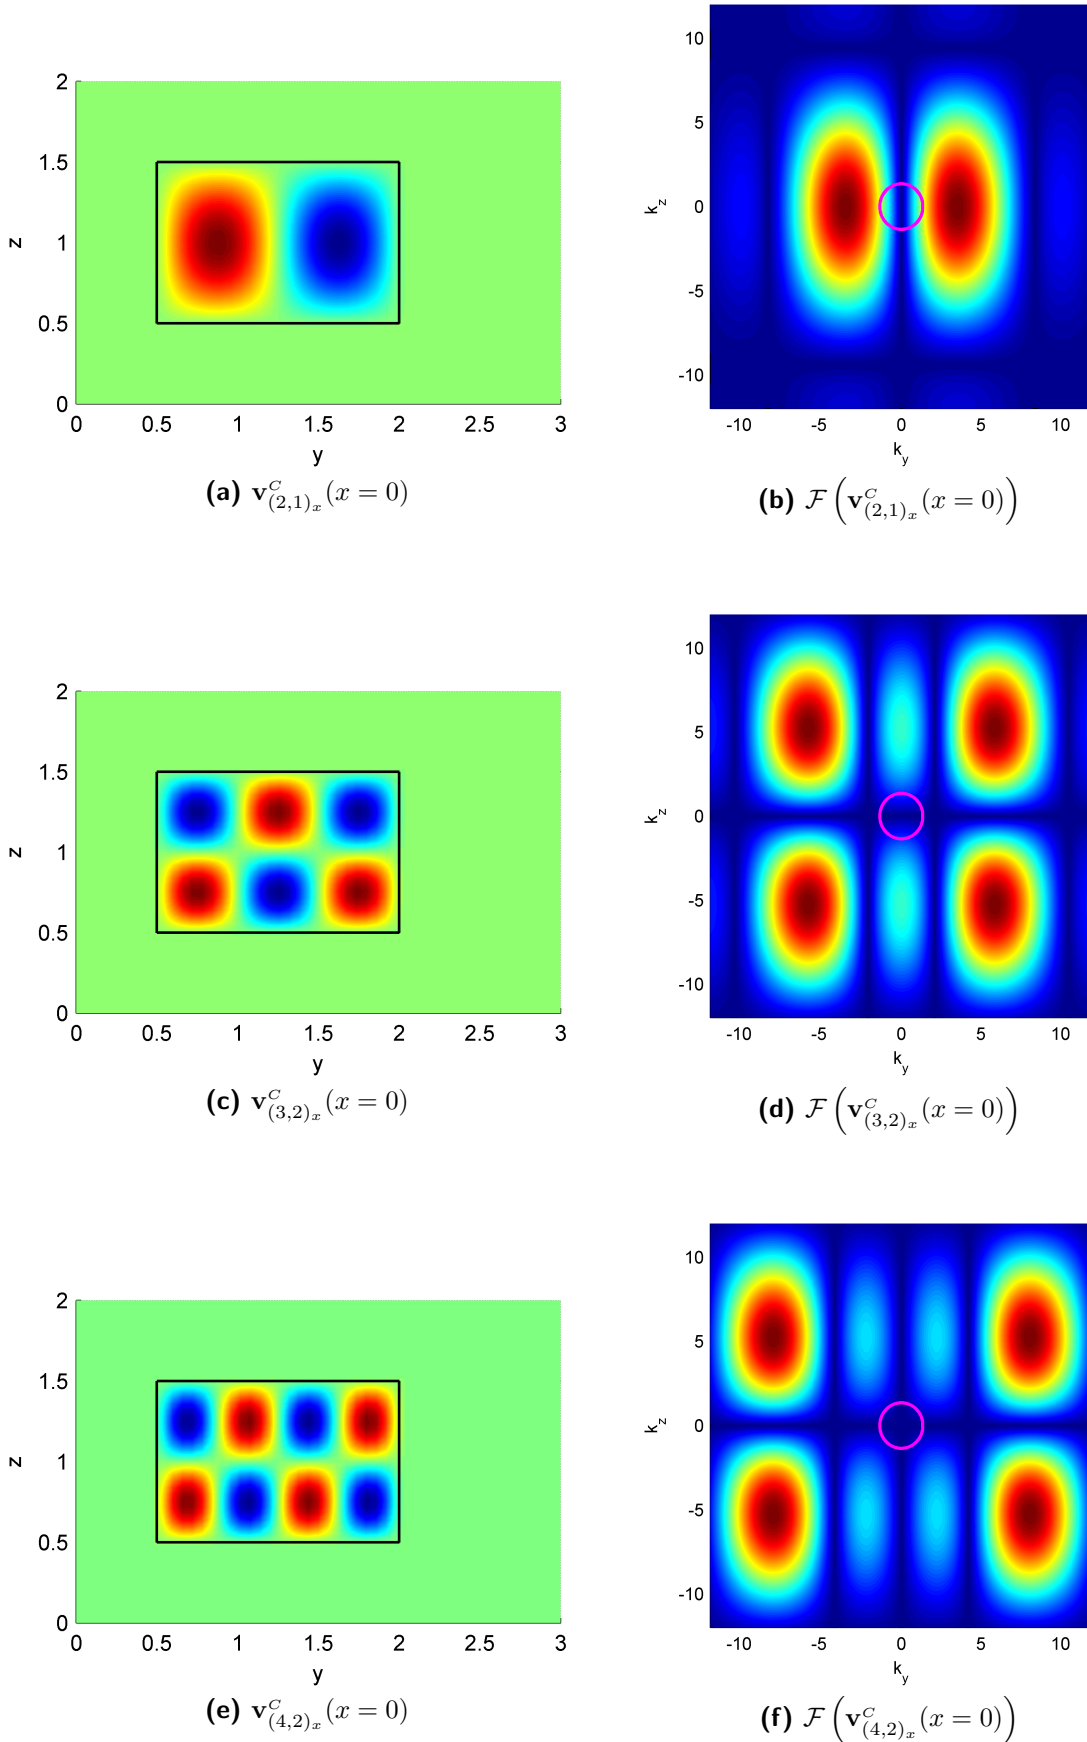 2
1.5
1
0.5
0
z
0 0.5 1 1.5 2 2.5 3
y
(a) v^C_{(2,1)_x}(x = 0)
10
5
0
-5
-10
k_z
-10 -5 0 5 10
k_y
(b) F(v^C_{(2,1)_x}(x = 0))
2
1.5
1
0.5
0
z
0 0.5 1 1.5 2 2.5 3
y
(c) v^C_{(3,2)_x}(x = 0)
10
5
0
-5
-10
k_z
-10 -5 0 5 10
k_y
(d) F(v^C_{(3,2)_x}(x = 0))
2
1.5
1
0.5
0
z
0 0.5 1 1.5 2 2.5 3
y
(e) v^C_{(4,2)_x}(x = 0)
10
5
0
-5
-10
k_z
-10 -5 0 5 10
k_y
(f) F(v^C_{(4,2)_x}(x = 0))